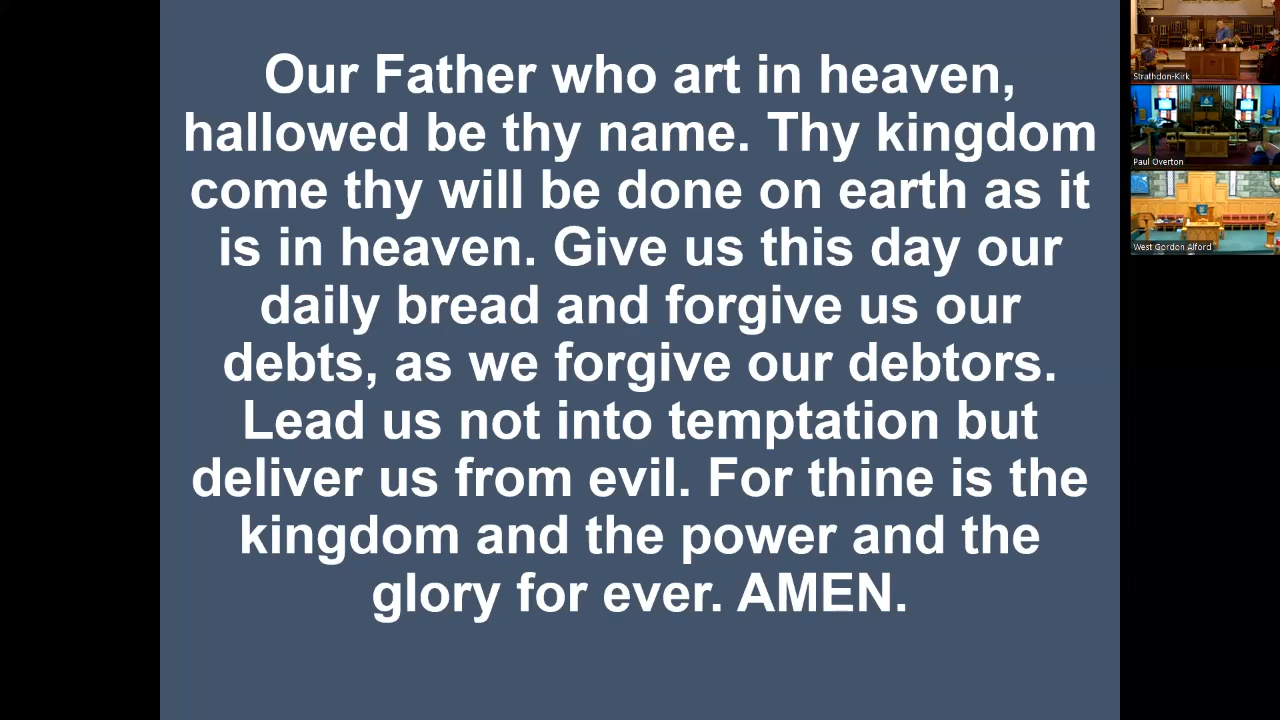 Our Father who art in heaven,
hallowed be thy name. Thy kingdom
come thy will be done on earth as it
is in heaven. Give us this day our
daily bread and forgive us our
debts, as we forgive our debtors.
Lead us not into temptation but
deliver us from evil. For thine is the
kingdom and the power and the
glory for ever. AMEN.
Strathdon-Kirk
Paul Overton
West Gordon Alford